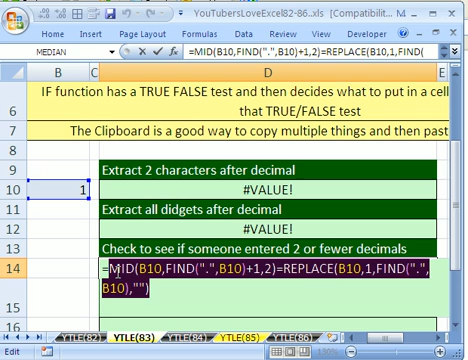 YouTubersLoveExcel82-86...xls [Compatibilit...
Home Insert Page Layout Formulas Data Review View
MEDIAN =MID(B10,FIND(".",B10)+1,2)=REPLACE(B10,1,FIND(
B C D E
IF function has a TRUE FALSE test and then decides what to put in a cell
6 that TRUE/FALSE test
7 The Clipboard is a good way to copy multiple things and then past
8
9 Extract 2 characters after decimal
10 1 #VALUE!
11 Extract all didgets after decimal
12 #VALUE!
13 Check to see if someone entered 2 or fewer decimals
14 =MID(B10,FIND(".",B10)+1,2)=REPLACE(B10,1,FIND(".",
B10),"")
15
16
YTLE(82) YTLE(83) YTLE(84) YTLE(85) YTLE(86)
Edit 130%